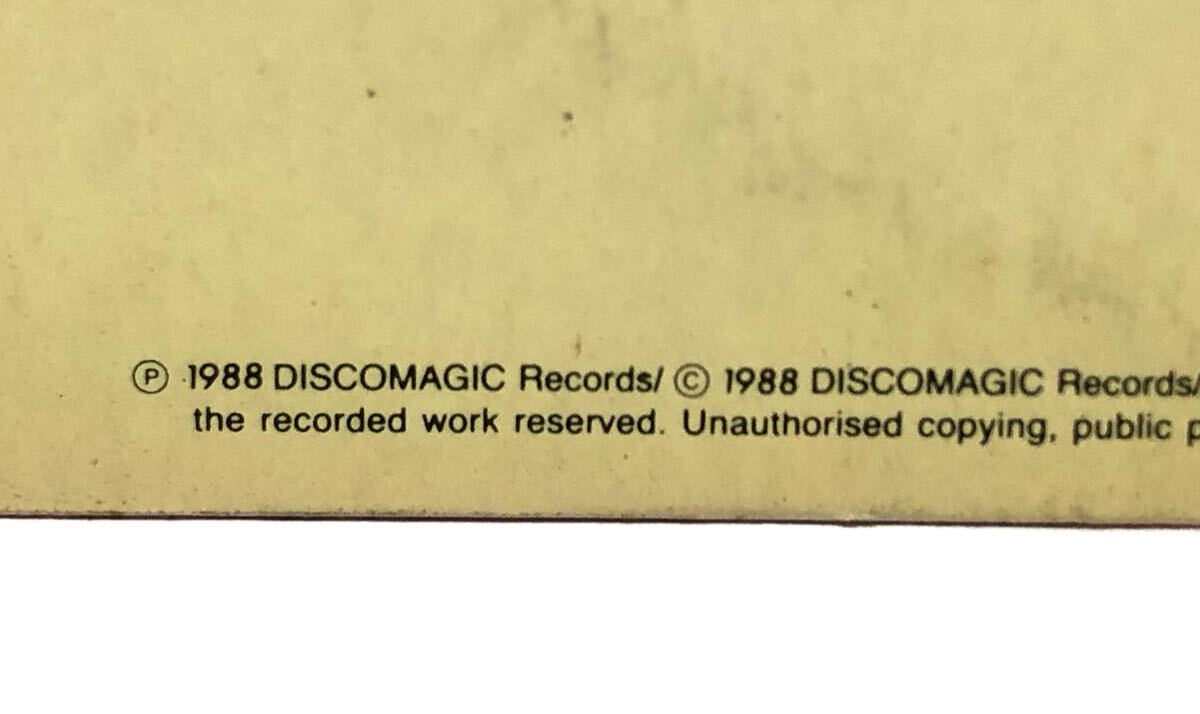 Ⓟ 1988 DISCOMAGIC Records/ © 1988 DISCOMAGIC Records/
the recorded work reserved. Unauthorised copying, public p